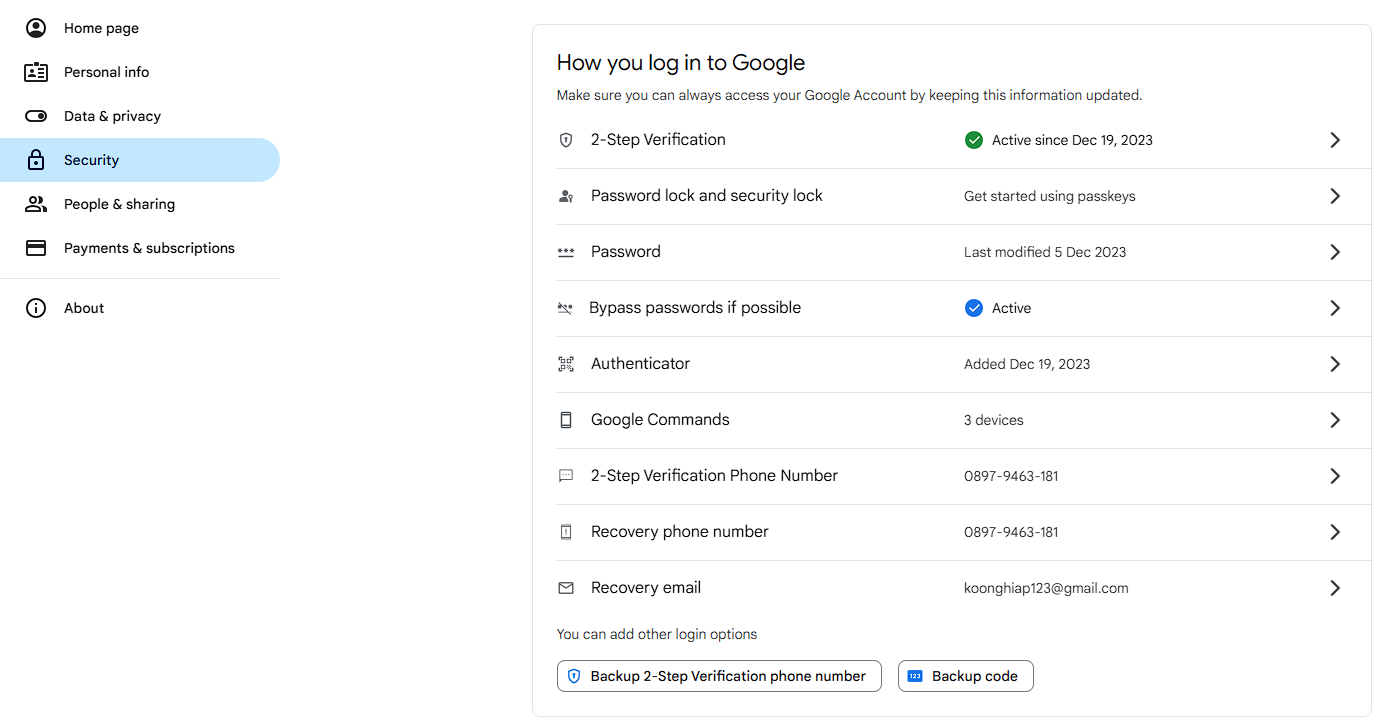 Home page
Personal info
Data & privacy
Security
People & sharing
Payments & subscriptions
About
How you log in to Google
Make sure you can always access your Google Account by keeping this information updated.
2-Step Verification Active since Dec 19, 2023
Password lock and security lock Get started using passkeys
Password Last modified 5 Dec 2023
Bypass passwords if possible Active
Authenticator Added Dec 19, 2023
Google Commands 3 devices
2-Step Verification Phone Number 0897-9463-181
Recovery phone number 0897-9463-181
Recovery email koonghiap123@gmail.com
You can add other login options
Backup 2-Step Verification phone number 123 Backup code